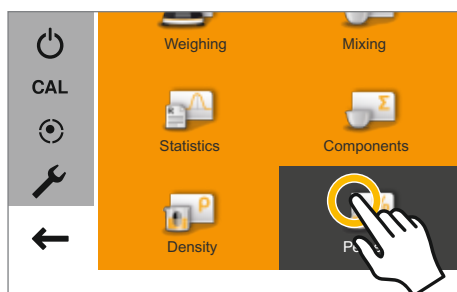 Weighing
Mixing
CAL
Statistics
Components
Density